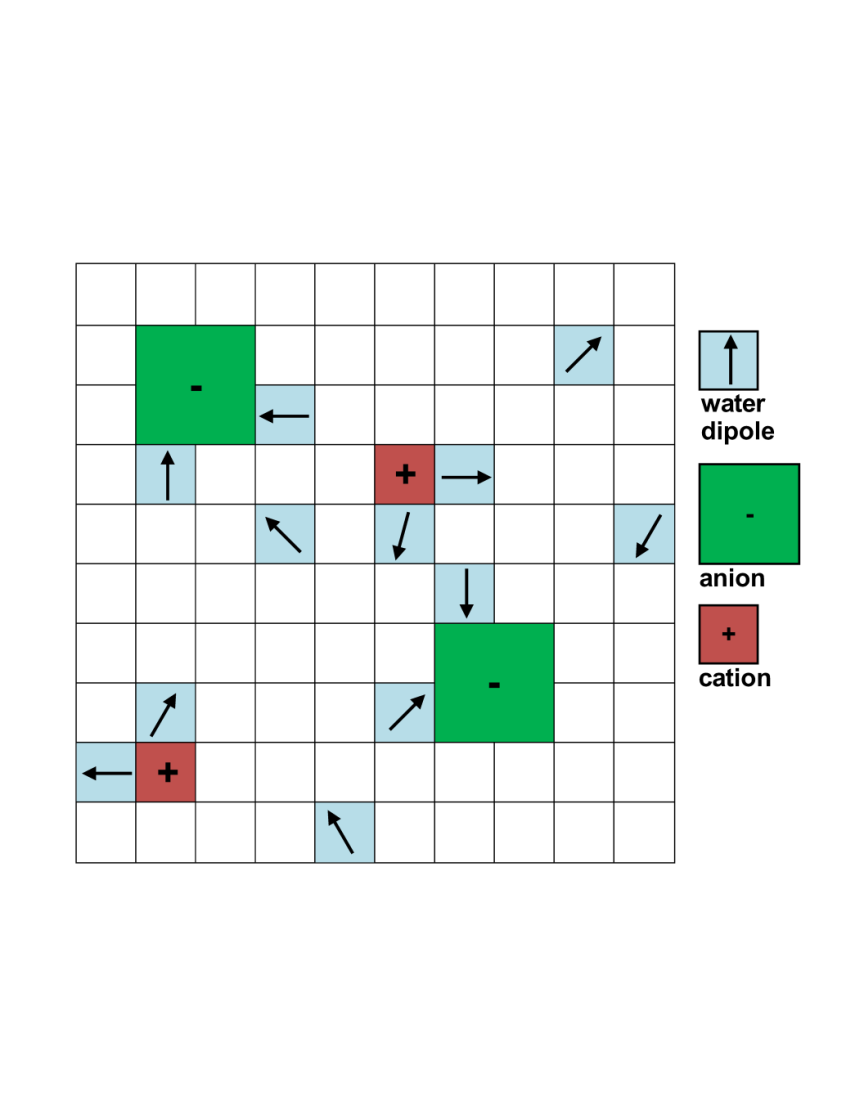 -
+
-
+
water
dipole
-
anion
+
cation